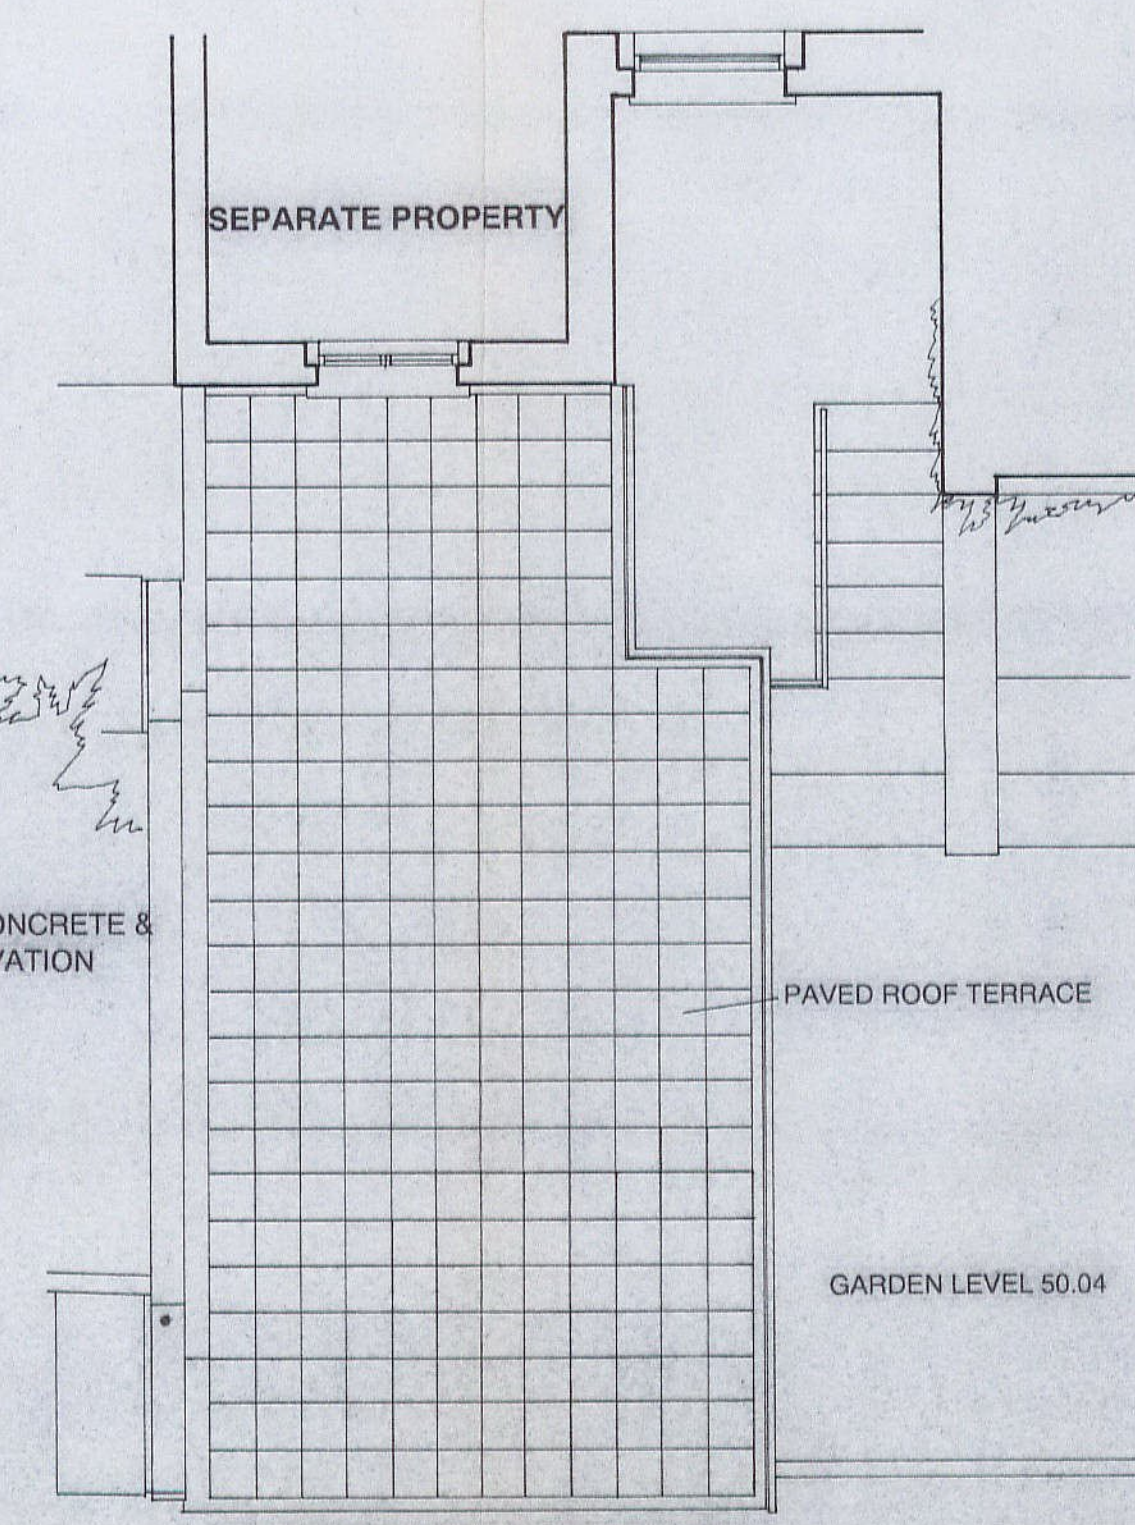 SEPARATE PROPERTY
ONCRETE &
VATION
PAVED ROOF TERRACE
GARDEN LEVEL 50.04